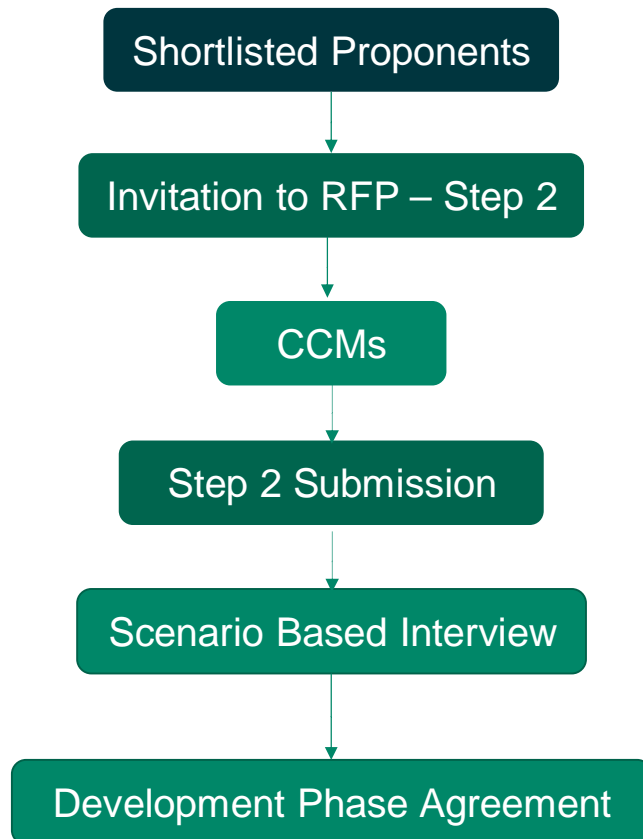 Shortlisted Proponents
Invitation to RFP – Step 2
CCMs
Step 2 Submission
Scenario Based Interview
Development Phase Agreement